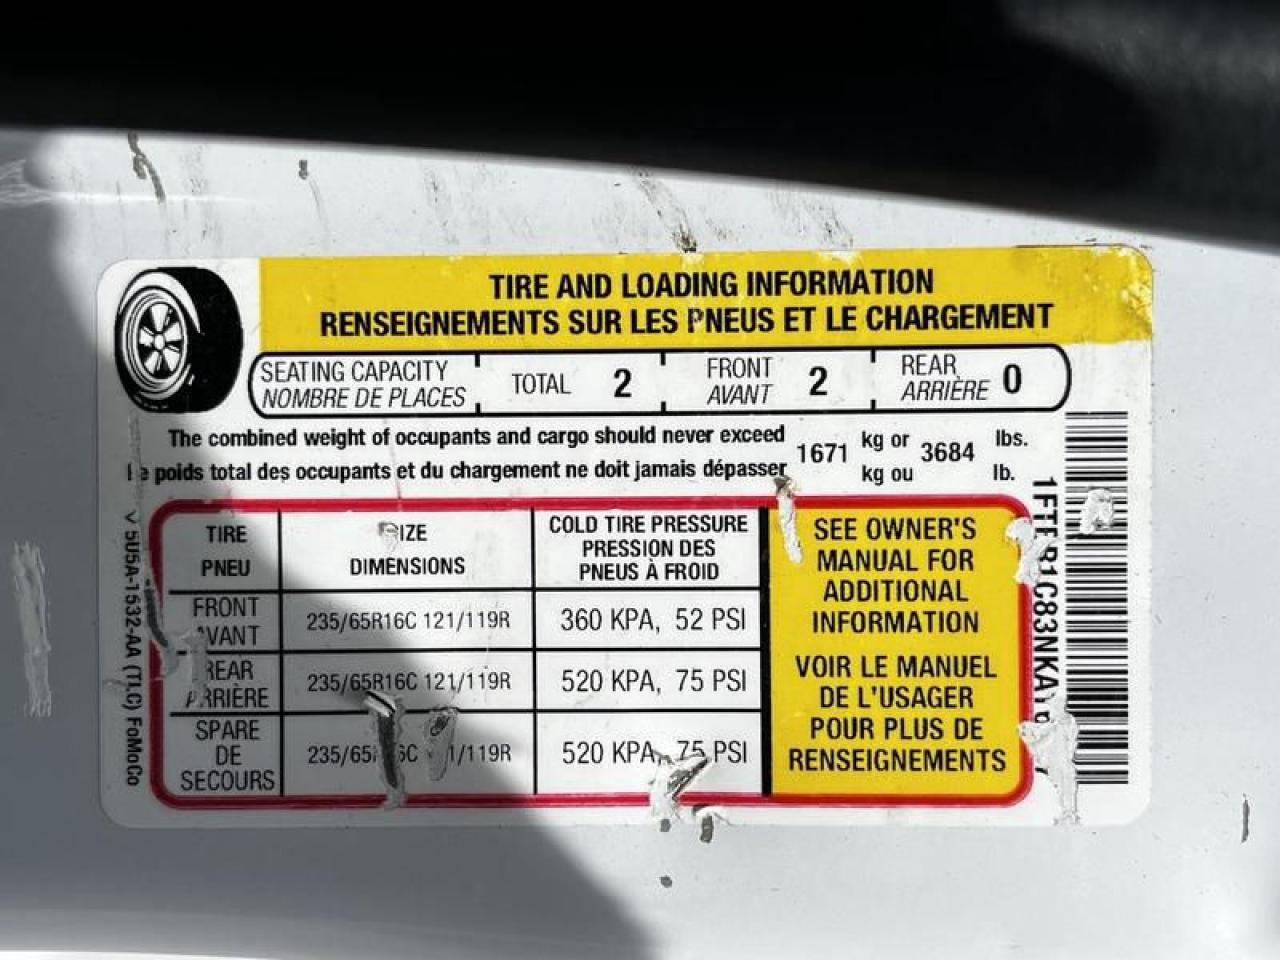 TIRE AND LOADING INFORMATION
RENSEIGNEMENTS SUR LES PNEUS ET LE CHARGEMENT
SEATING CAPACITY
NOMBRE DE PLACES
TOTAL 2
FRONT
AVANT 2
REAR
ARRIÈRE 0
The combined weight of occupants and cargo should never exceed 1671 kg or 3684 lbs.
poids total des occupants et du chargement ne doit jamais dépasser kg ou lb.
TIRE
PNEU
SIZE
DIMENSIONS
COLD TIRE PRESSURE
PRESSION DES
PNEUS À FROID
FRONT
AVANT
235/65R16C 121/119R
360 KPA, 52 PSI
REAR
ARRIÈRE
235/65R16C 121/119R
520 KPA, 75 PSI
SPARE
DE
SECOURS
520 KPA, 75 PSI
SEE OWNER'S
MANUAL FOR
ADDITIONAL
INFORMATION
VOIR LE MANUEL
DE L'USAGER
POUR PLUS DE
RENSEIGNEMENTS
5U5A-1532-AA (TLC) FoMoCo